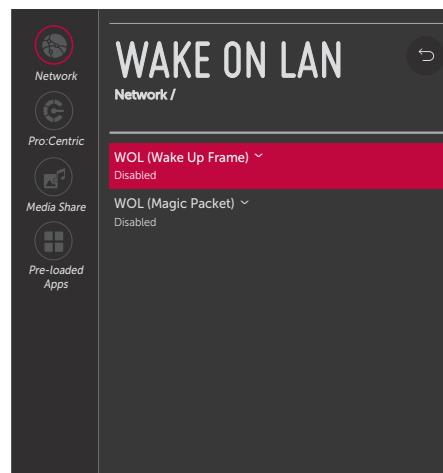 Network
Pro:Centric
Media Share
Pre-loaded
Apps
WAKE ON LAN
Network /
WOL (Wake Up Frame)
Disabled
WOL (Magic Packet)
Disabled